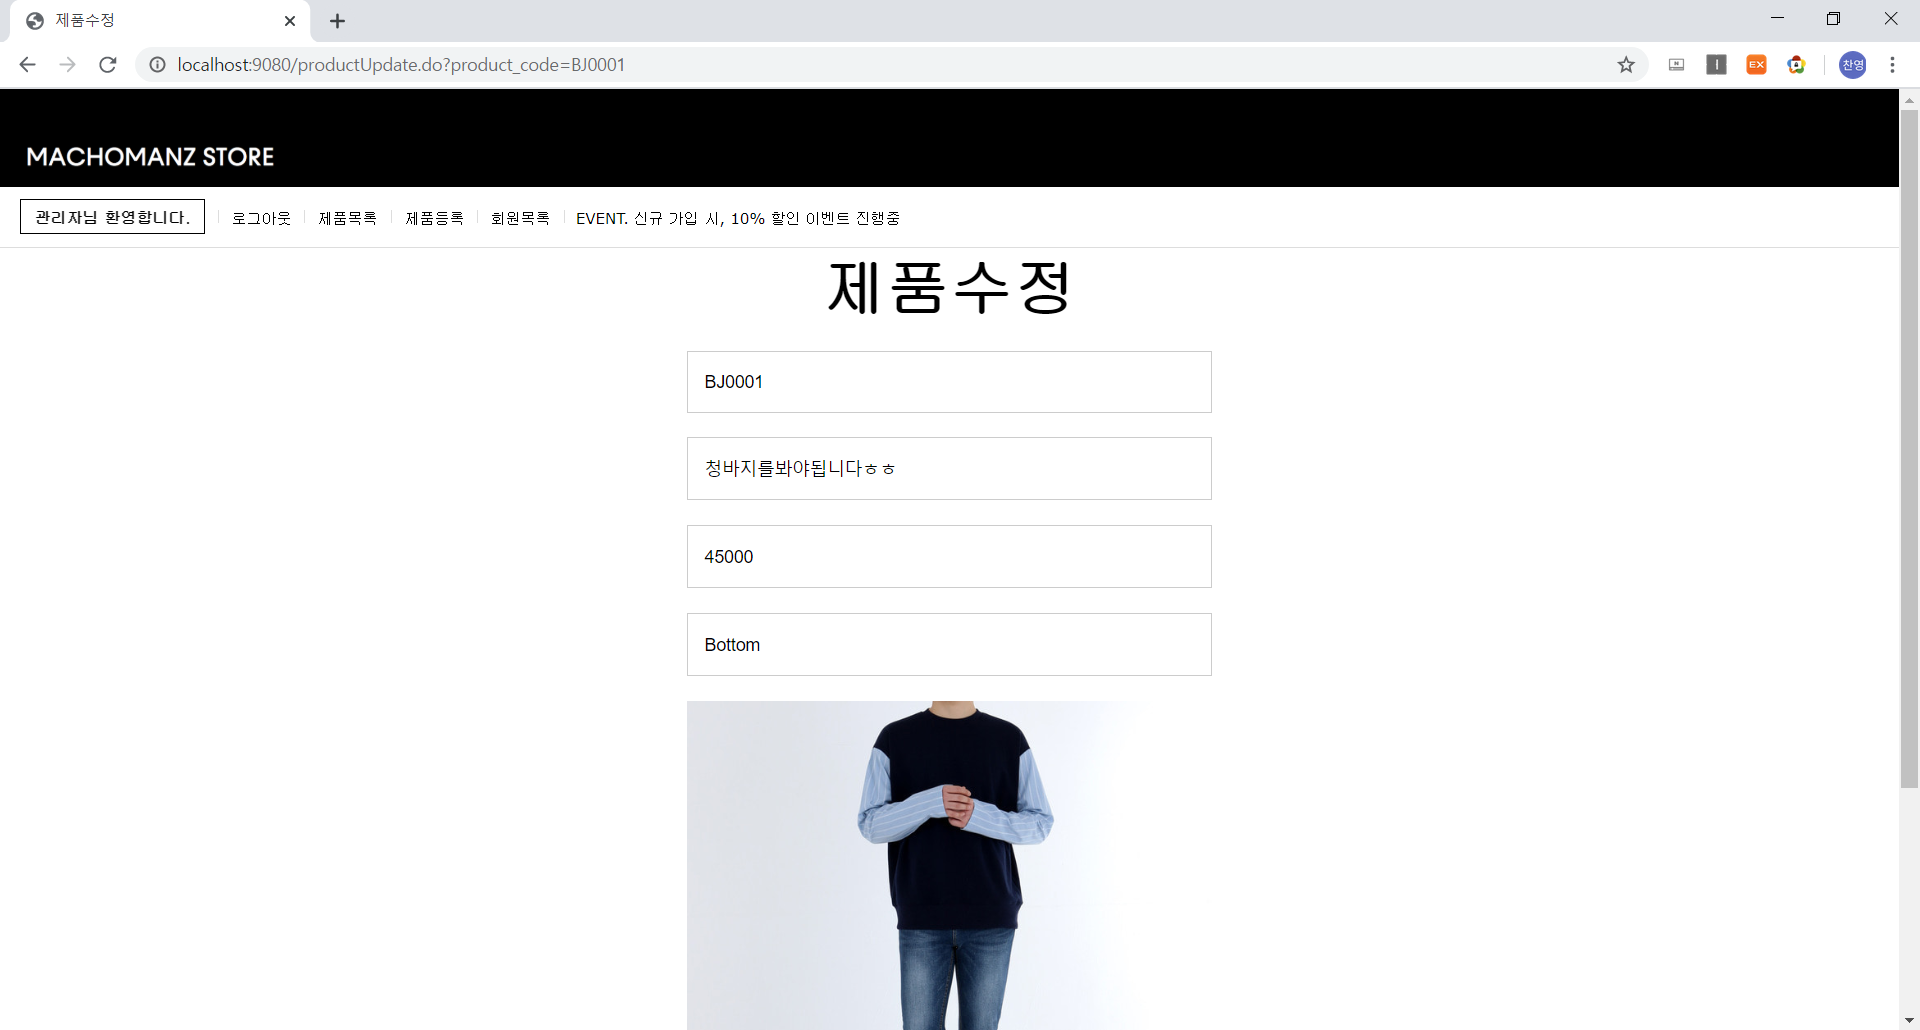 제품수정
localhost:9080/productUpdate.do?product_code=BJ0001
EX
찬영
MACHOMANZ STORE
관리자님 환영합니다.
로그아웃 제품목록 제품등록 회원목록 EVENT. 신규 가입 시, 10% 할인 이벤트 진행중
제품수정
BJ0001
청바지를봐야됩니다ㅎㅎ
45000
Bottom